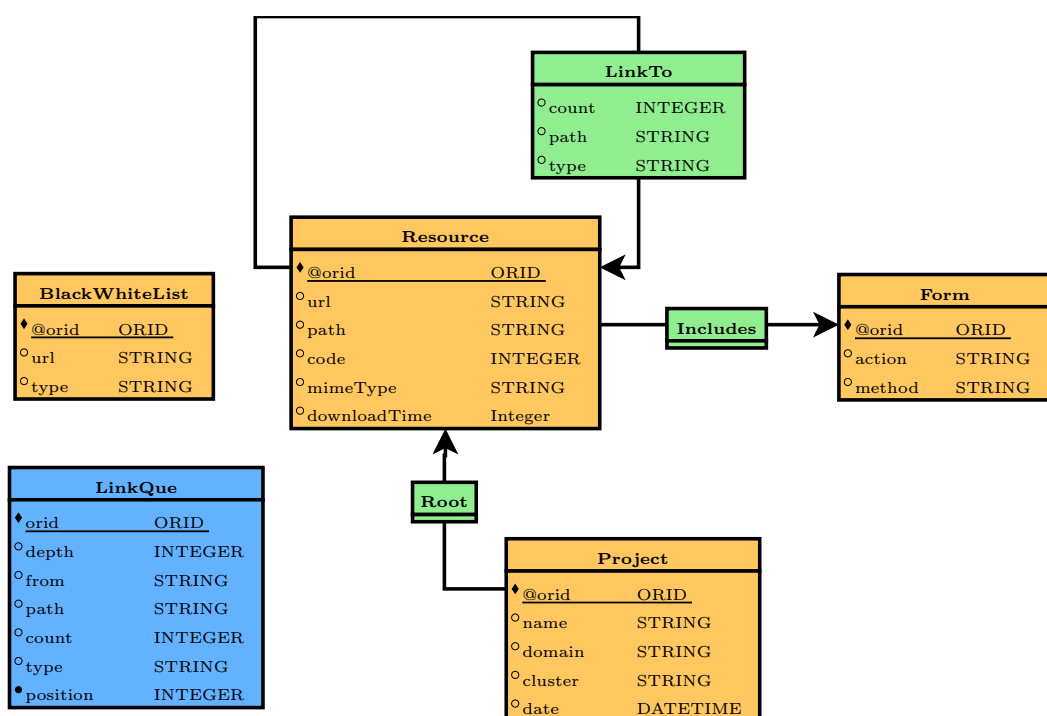 LinkTo
count INTEGER
path STRING
type STRING
Resource
@orid ORID
url STRING
path STRING
code INTEGER
mimeType STRING
downloadTime Integer
BlackWhiteList
@orid ORID
url STRING
type STRING
Includes
Form
@orid ORID
action STRING
method STRING
LinkQue
orid ORID
depth INTEGER
from STRING
path STRING
count INTEGER
type STRING
position INTEGER
Root
Project
@orid ORID
name STRING
domain STRING
cluster STRING
date DATETIME